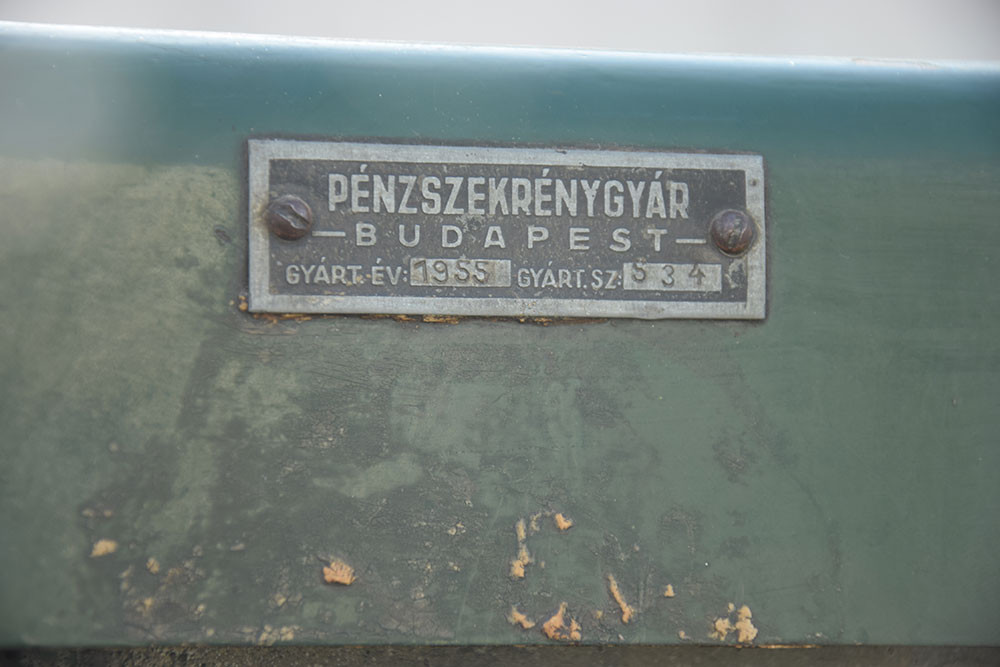 PÉNZSZEKRÉNYGYÁR
—BUDAPEST—
GYÁRT.ÉV: 1955 GYÁRT.SZ: 534